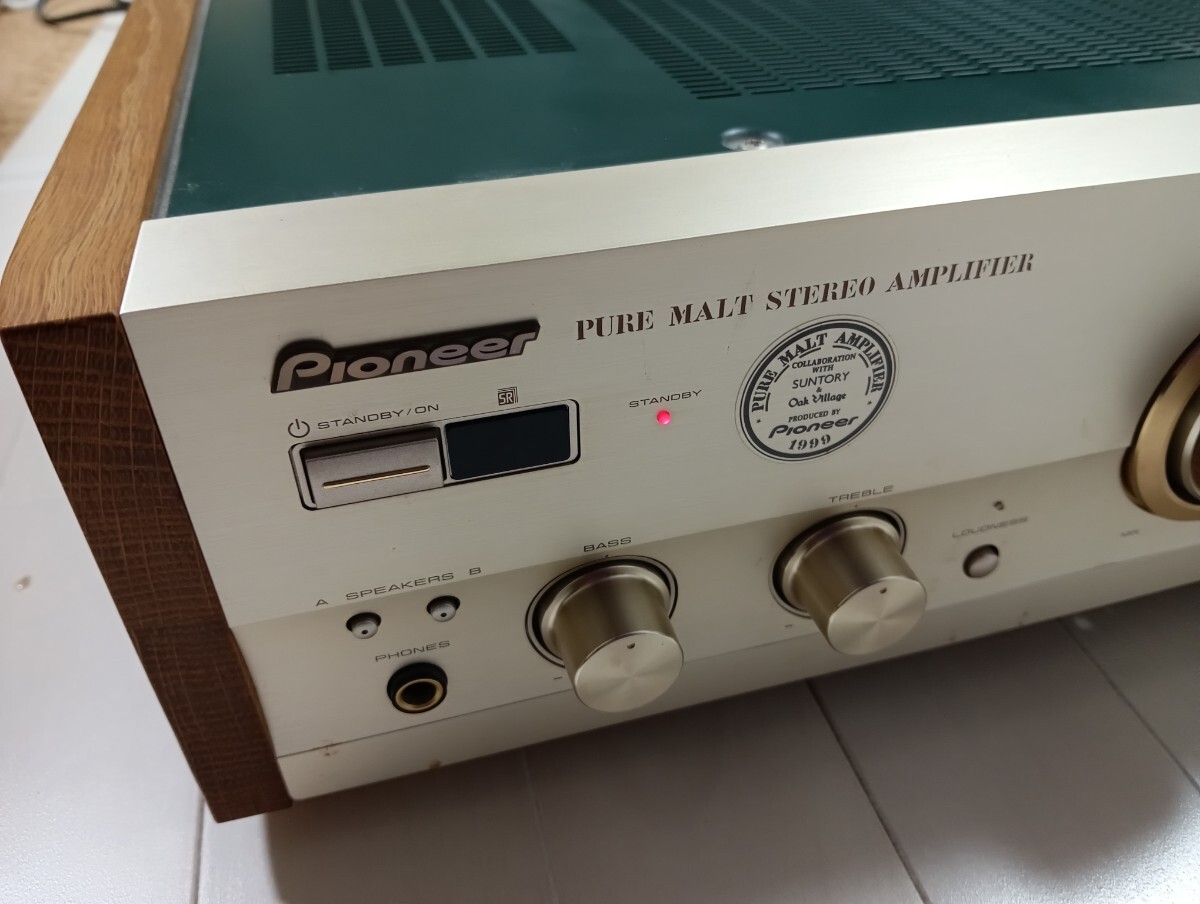 Pioneer
PURE MALT STEREO AMPLIFIER
STANDBY/ON
SR
STANDBY
PURE MALT AMPLIFIER
COLLABORATION
WITH
SUNTORY
&
Oak Village
PRODUCED BY
Pioneer
1999
BASS
TREBLE
LOUDNESS
A SPEAKERS B
PHONES